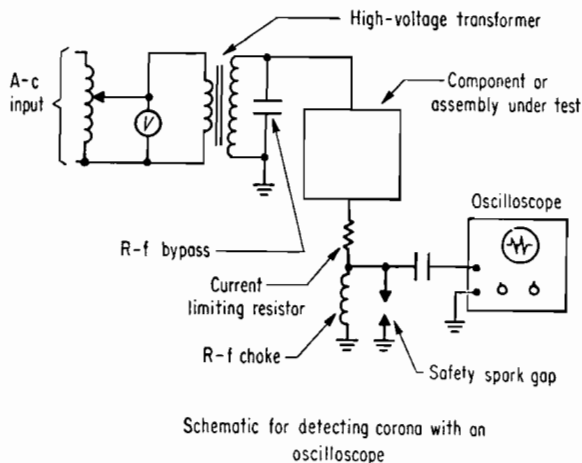 High-voltage transformer
A-c
input
V
Component or
assembly under test
Oscilloscope
R-f bypass
Current
limiting resistor
R-f choke
Safety spark gap
Schematic for detecting corona with an
oscilloscope